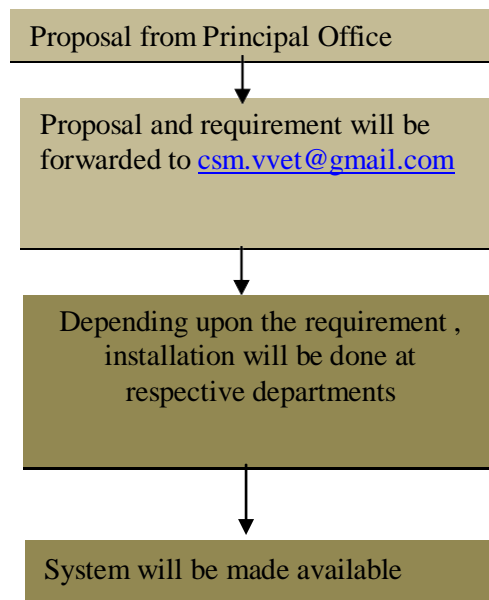 Proposal from Principal Office
Proposal and requirement will be
forwarded to csm.vvet@gmail.com
Depending upon the requirement ,
installation will be done at
respective departments
System will be made available